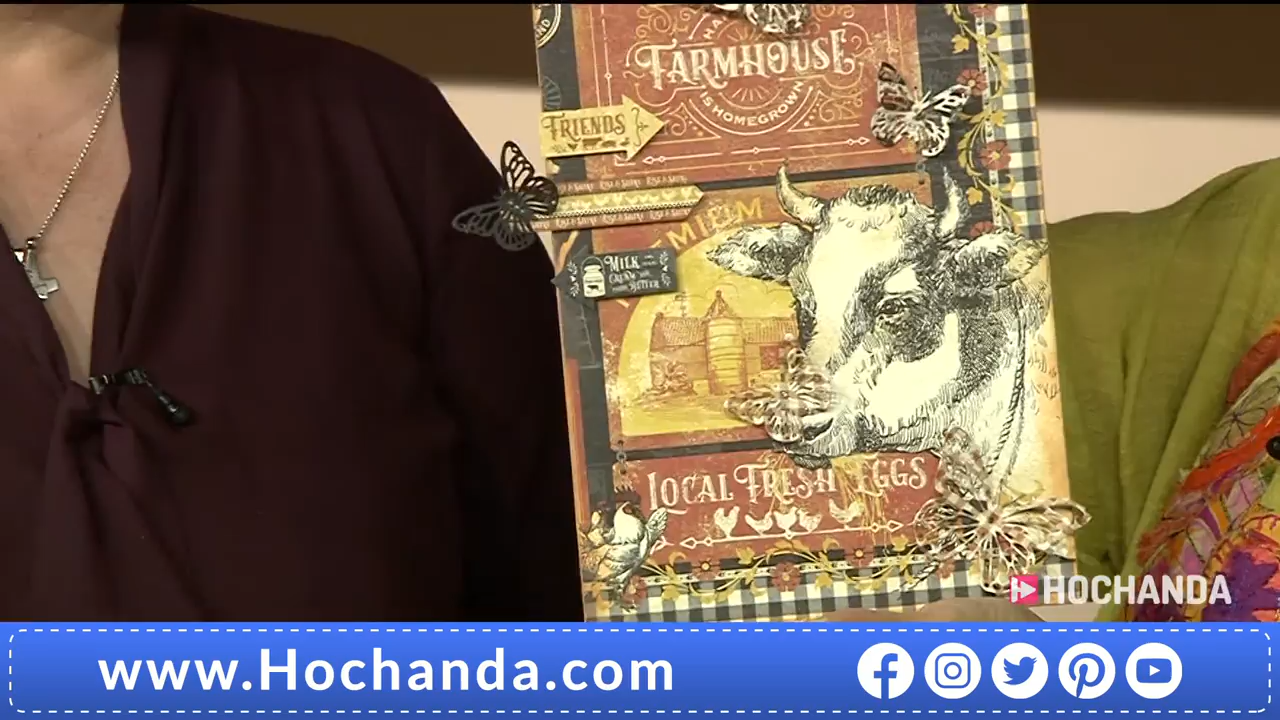 FARMHOUSE
IS HOMEGROWN
FRIENDS
MILK
CREAM
BUTTER
LOCAL FRESH EGGS
HOCHANDA
www.Hochanda.com